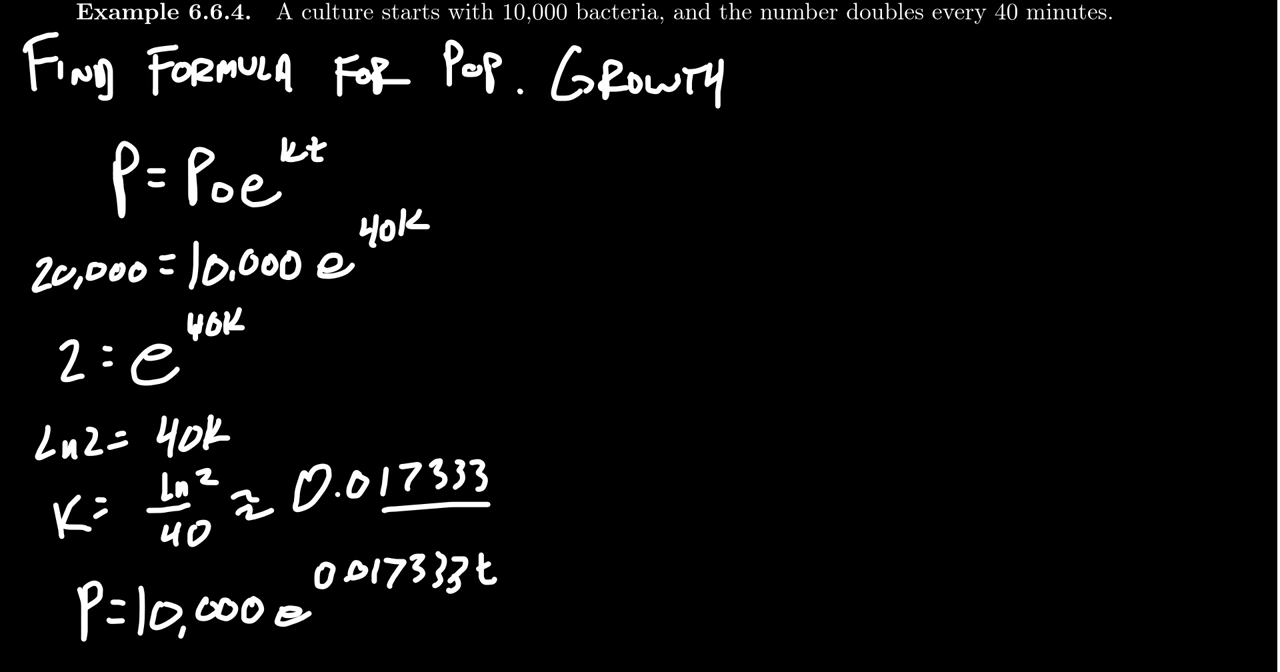 Example 6.6.4. A culture starts with 10,000 bacteria, and the number doubles every 40 minutes.
FIND FORMULA FOR POP. GROWTH
P = P₀e^kt
20,000 = 10,000 e^40K
2 = e^40K
Ln2 = 40K
K = Ln2/40 ≈ 0.017333
P = 10,000 e^0.017333t